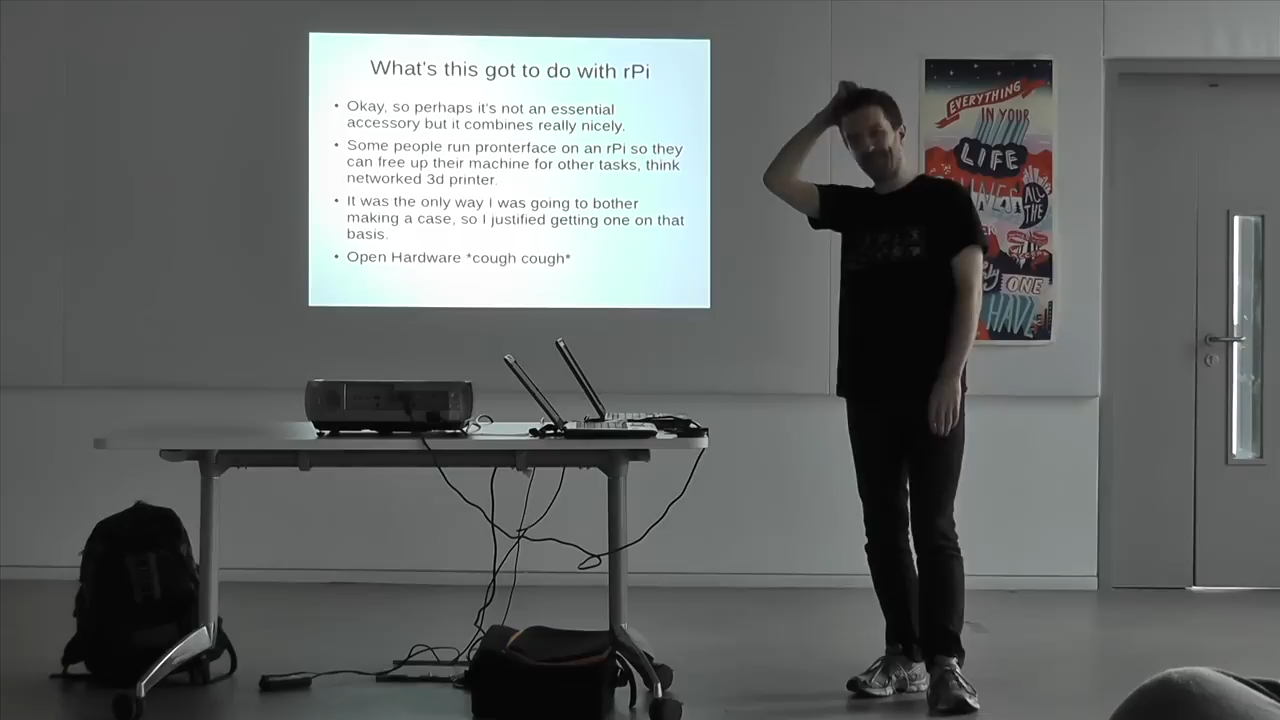 What's this got to do with rPi
• Okay, so perhaps it's not an essential
accessory but it combines really nicely.
• Some people run pronterface on an rPi so they
can free up their machine for other tasks, think
networked 3d printer.
• It was the only way I was going to bother
making a case, so I justified getting one on that
basis.
• Open Hardware *cough cough*
EVERYTHING
IN YOUR
LIFE
ALL
THE
ONE
HAVE